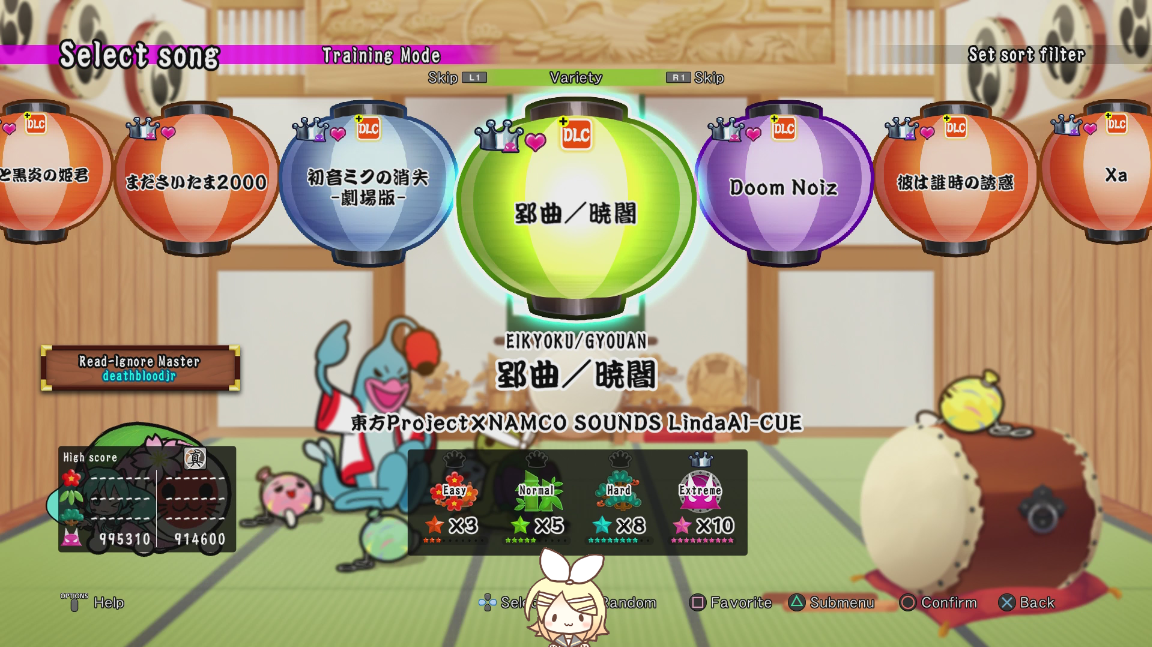 Select song
Training Mode
Set sort filter
Skip L1 Variety R1 Skip
DLC
DLC
DLC
DLC
DLC
DLC
と黒炎の姫君
まださいたま2000
初音ミクの消失
-劇場版-
郢曲／暁闇
Doom Noiz
彼は誰時の誘惑
Xa
EIKYOKU/GYOUAN
郢曲／暁闇
東方Project×NAMCO SOUNDS LindaAI-CUE
Read-Ignore Master
deathbloodjr
High score
真
995310
914600
Easy
Normal
Hard
Extreme
×3
×5
×8
×10
OPTIONS
Help
Random
Favorite
Submenu
Confirm
Back